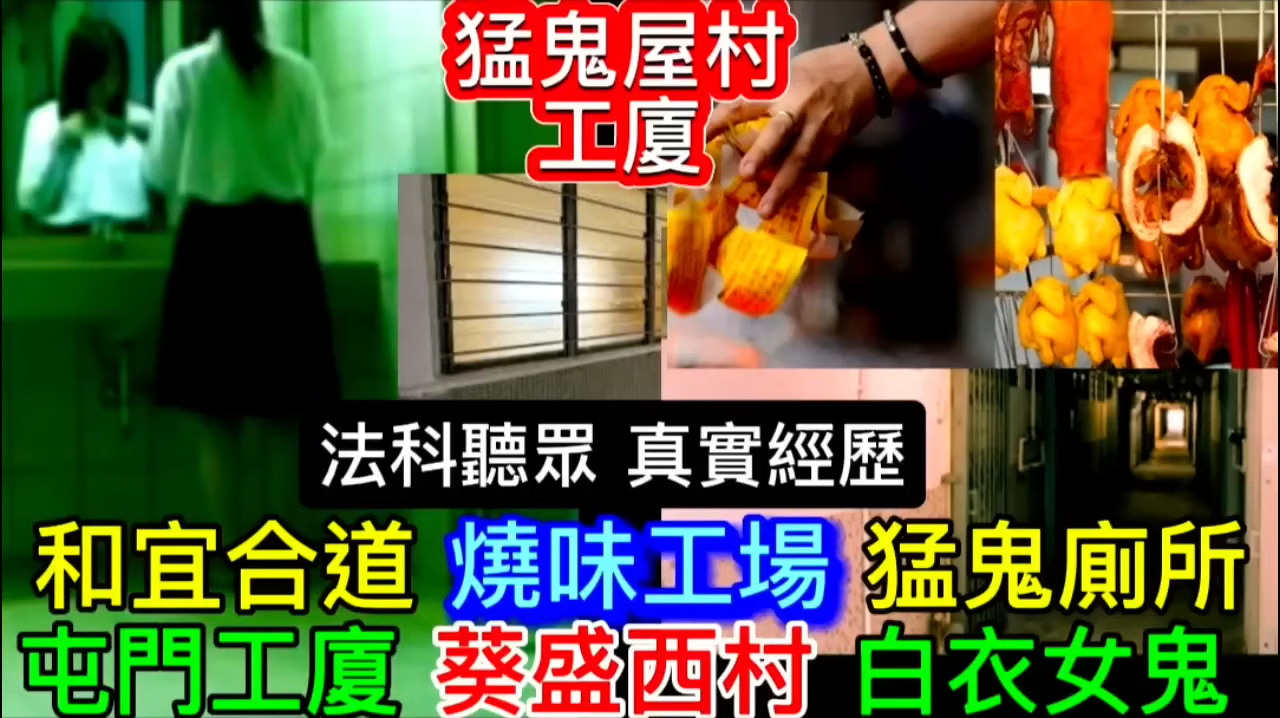 猛鬼屋村
工廈
法科聽眾 真實經歷
和宜合道 燒味工場 猛鬼廁所
屯門工廈 葵盛西村 白衣女鬼